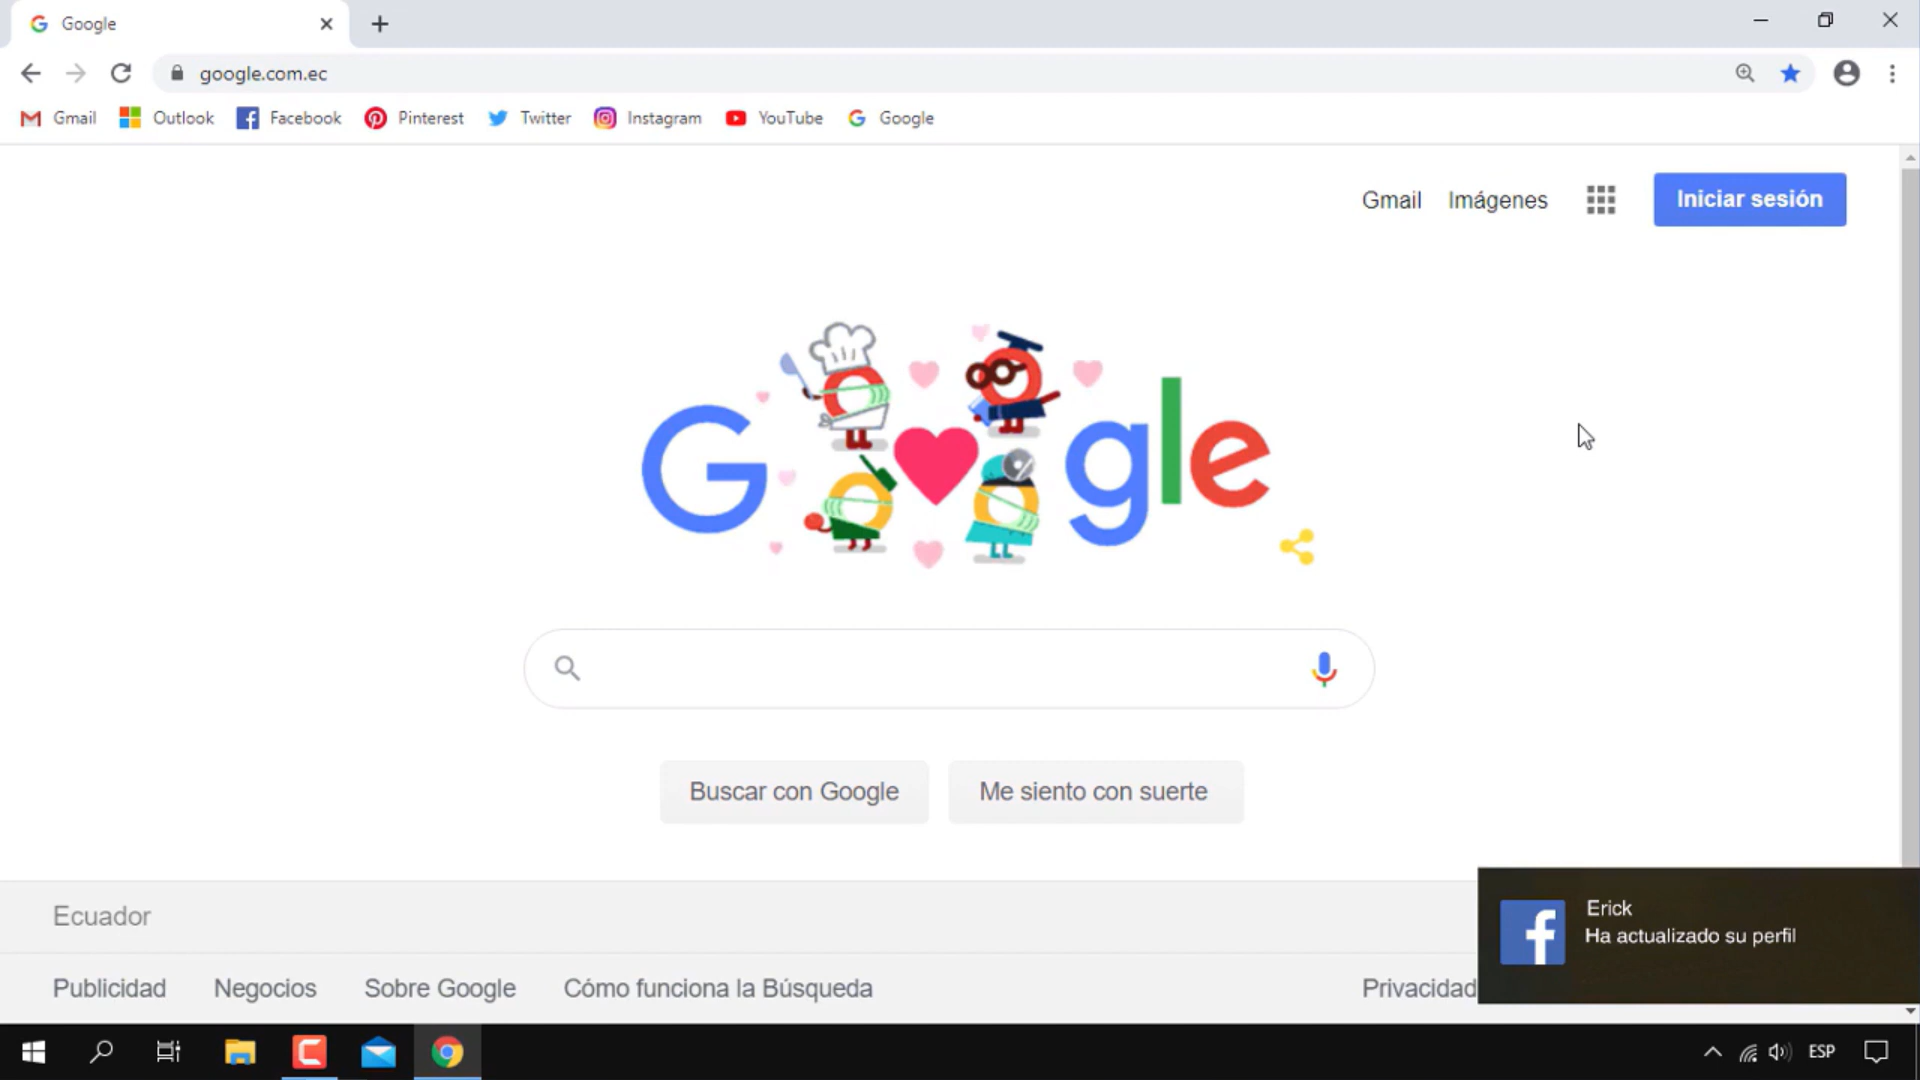 Google
google.com.ec
Gmail Outlook Facebook Pinterest Twitter Instagram YouTube Google
Gmail Imágenes Iniciar sesión
Google
Buscar con Google Me siento con suerte
Ecuador
Erick
Ha actualizado su perfil
Publicidad Negocios Sobre Google Cómo funciona la Búsqueda Privacidad
ESP